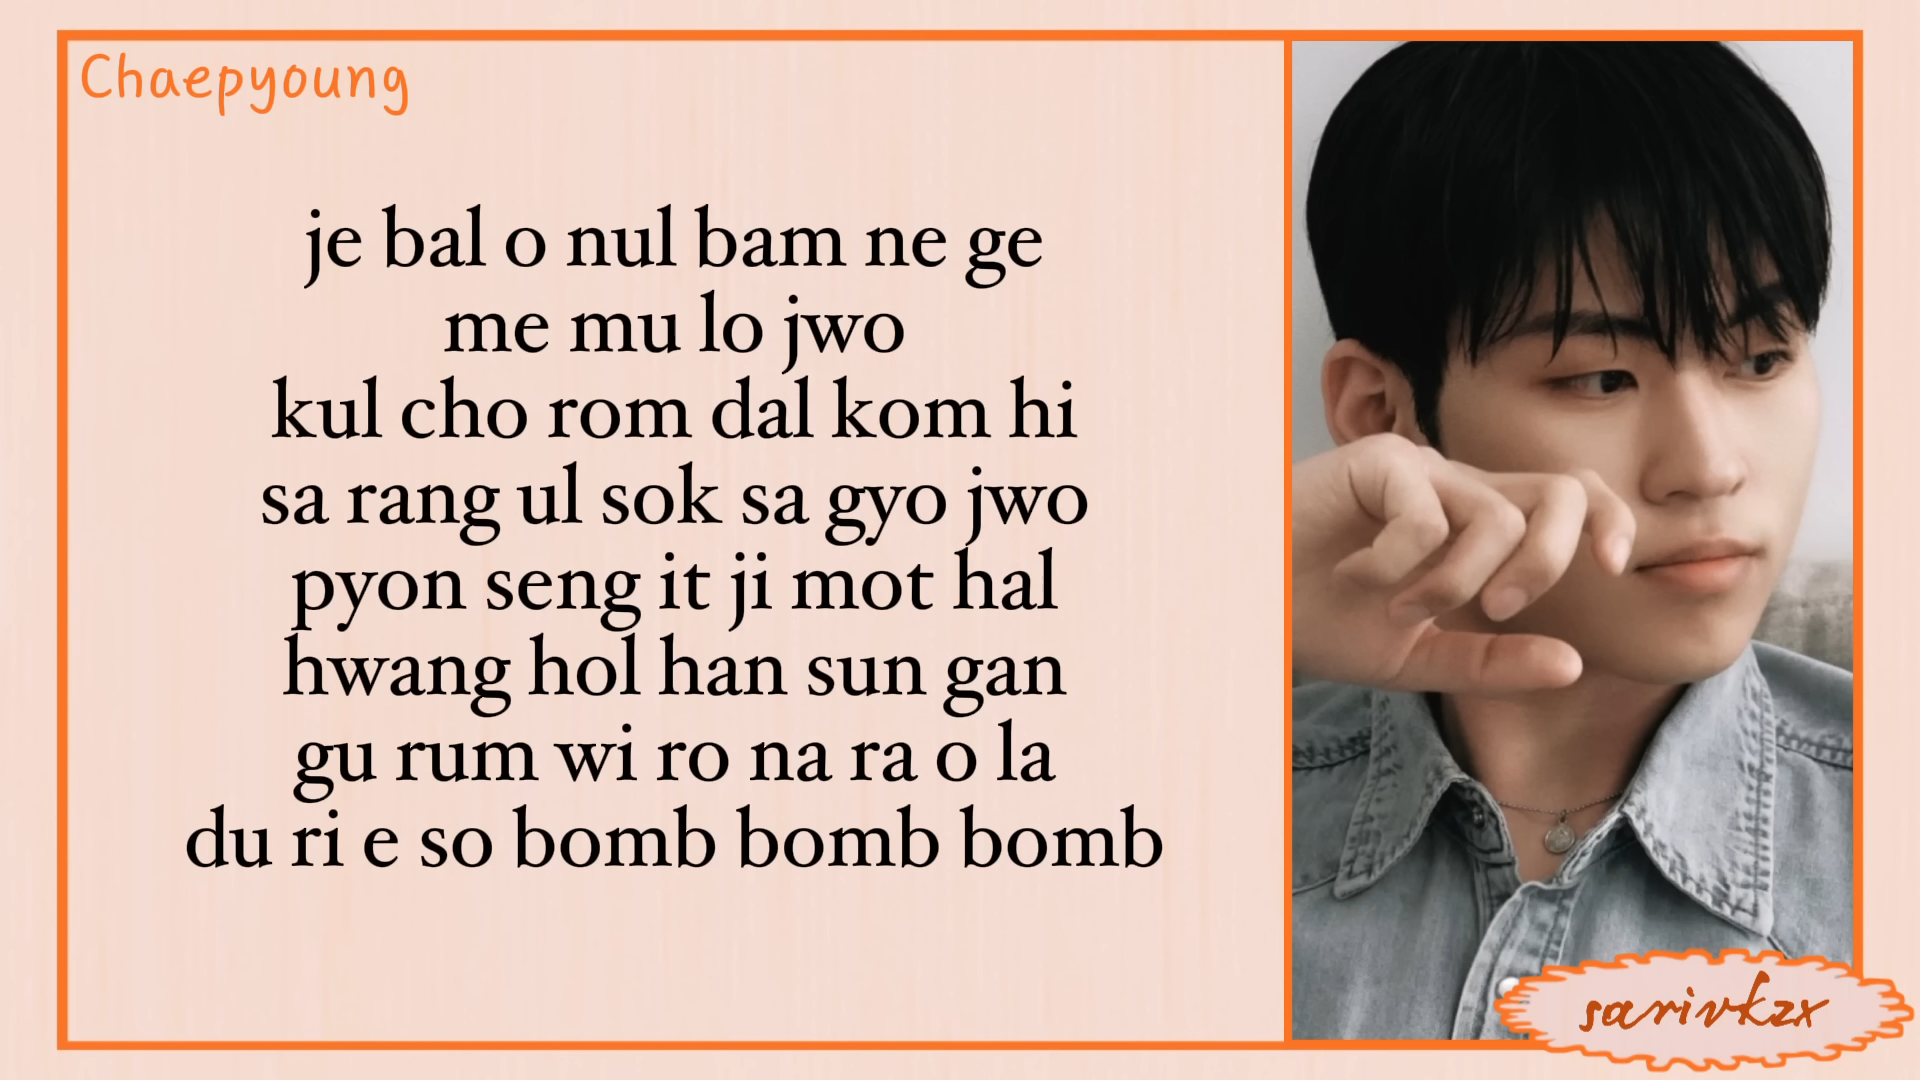 Chaepyoung
je bal o nul bam ne ge
me mu lo jwo
kul cho rom dal kom hi
sa rang ul sok sa gyo jwo
pyon seng it ji mot hal
hwang hol han sun gan
gu rum wi ro na ra o la
du ri e so bomb bomb bomb
sarivkzx